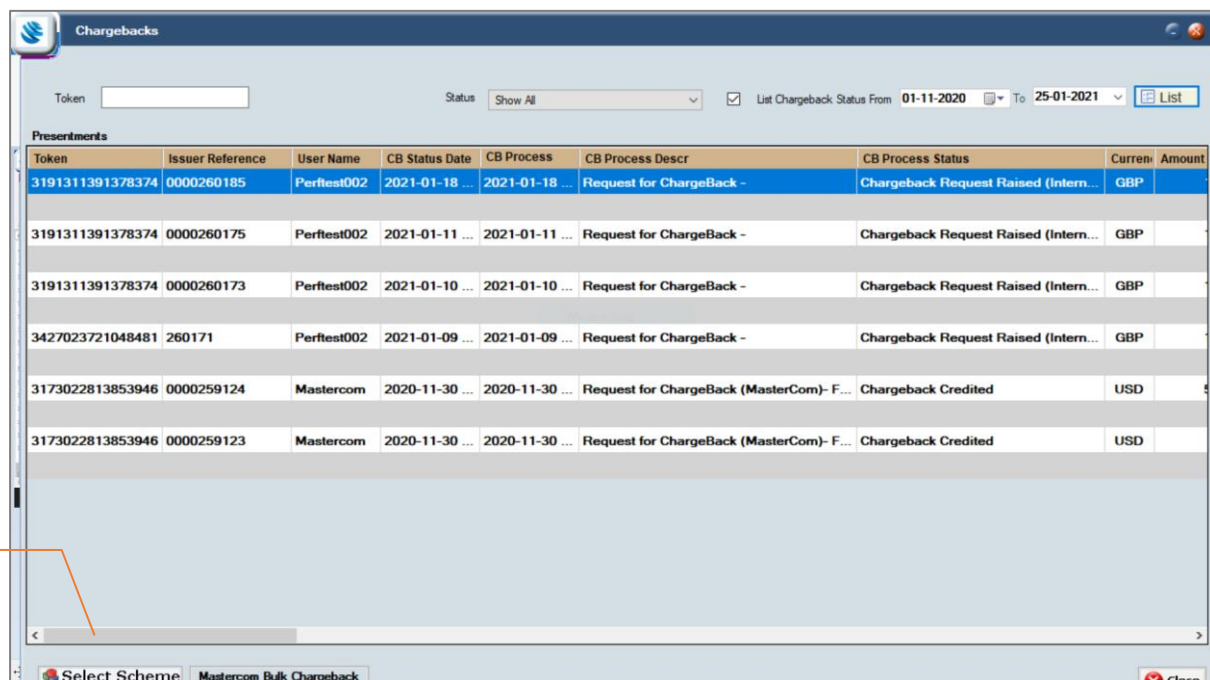 Chargebacks
Token Status Show All List Chargeback Status From 01-11-2020 To 25-01-2021 List
Presentments
Token Issuer Reference User Name CB Status Date CB Process CB Process Descr CB Process Status Curren Amount
3191311391378374 0000260185 Perftest002 2021-01-18 ... 2021-01-18 ... Request for ChargeBack - Chargeback Request Raised (Intern... GBP
3191311391378374 0000260175 Perftest002 2021-01-11 ... 2021-01-11 ... Request for ChargeBack - Chargeback Request Raised (Intern... GBP
3191311391378374 0000260173 Perftest002 2021-01-10 ... 2021-01-10 ... Request for ChargeBack - Chargeback Request Raised (Intern... GBP
3427023721048481 260171 Perftest002 2021-01-09 ... 2021-01-09 ... Request for ChargeBack - Chargeback Request Raised (Intern... GBP
3173022813853946 0000259124 Mastercom 2020-11-30 ... 2020-11-30 ... Request for ChargeBack (MasterCom)- F... Chargeback Credited USD
3173022813853946 0000259123 Mastercom 2020-11-30 ... 2020-11-30 ... Request for ChargeBack (MasterCom)- F... Chargeback Credited USD
Select Scheme Mastercom Bulk Chargeback Close